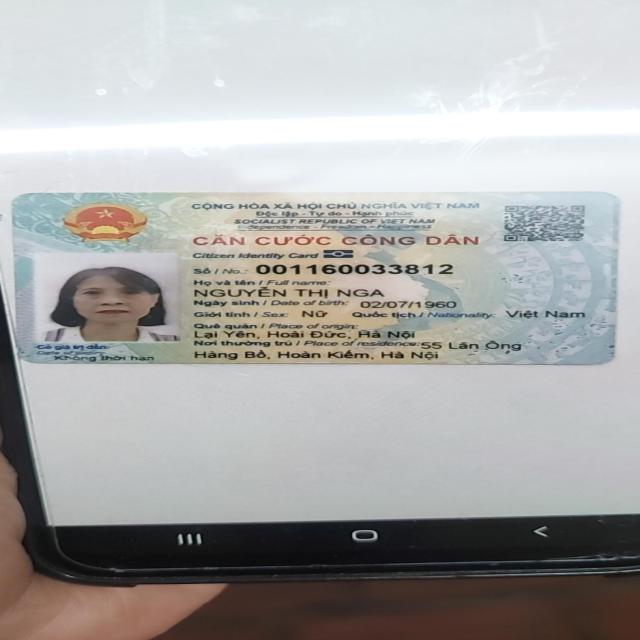 CỘNG HÒA XÃ HỘI CHỦ NGHĨA VIỆT NAM
Độc lập - Tự do - Hạnh phúc
SOCIALIST REPUBLIC OF VIET NAM
Independence - Freedom - Happiness
CĂN CƯỚC CÔNG DÂN
Citizen Identity Card
Số / No.: 001160033812
Họ và tên / Full name:
NGUYỄN THỊ NGA
Ngày sinh / Date of birth: 02/07/1960
Giới tính / Sex: Nữ Quốc tịch / Nationality: Việt Nam
Quê quán / Place of origin:
Lại Yên, Hoài Đức, Hà Nội
Nơi thường trú / Place of residence: 55 Lãn Ông
Hàng Bồ, Hoàn Kiếm, Hà Nội
Có giá trị đến:
Date of expiry
Không thời hạn